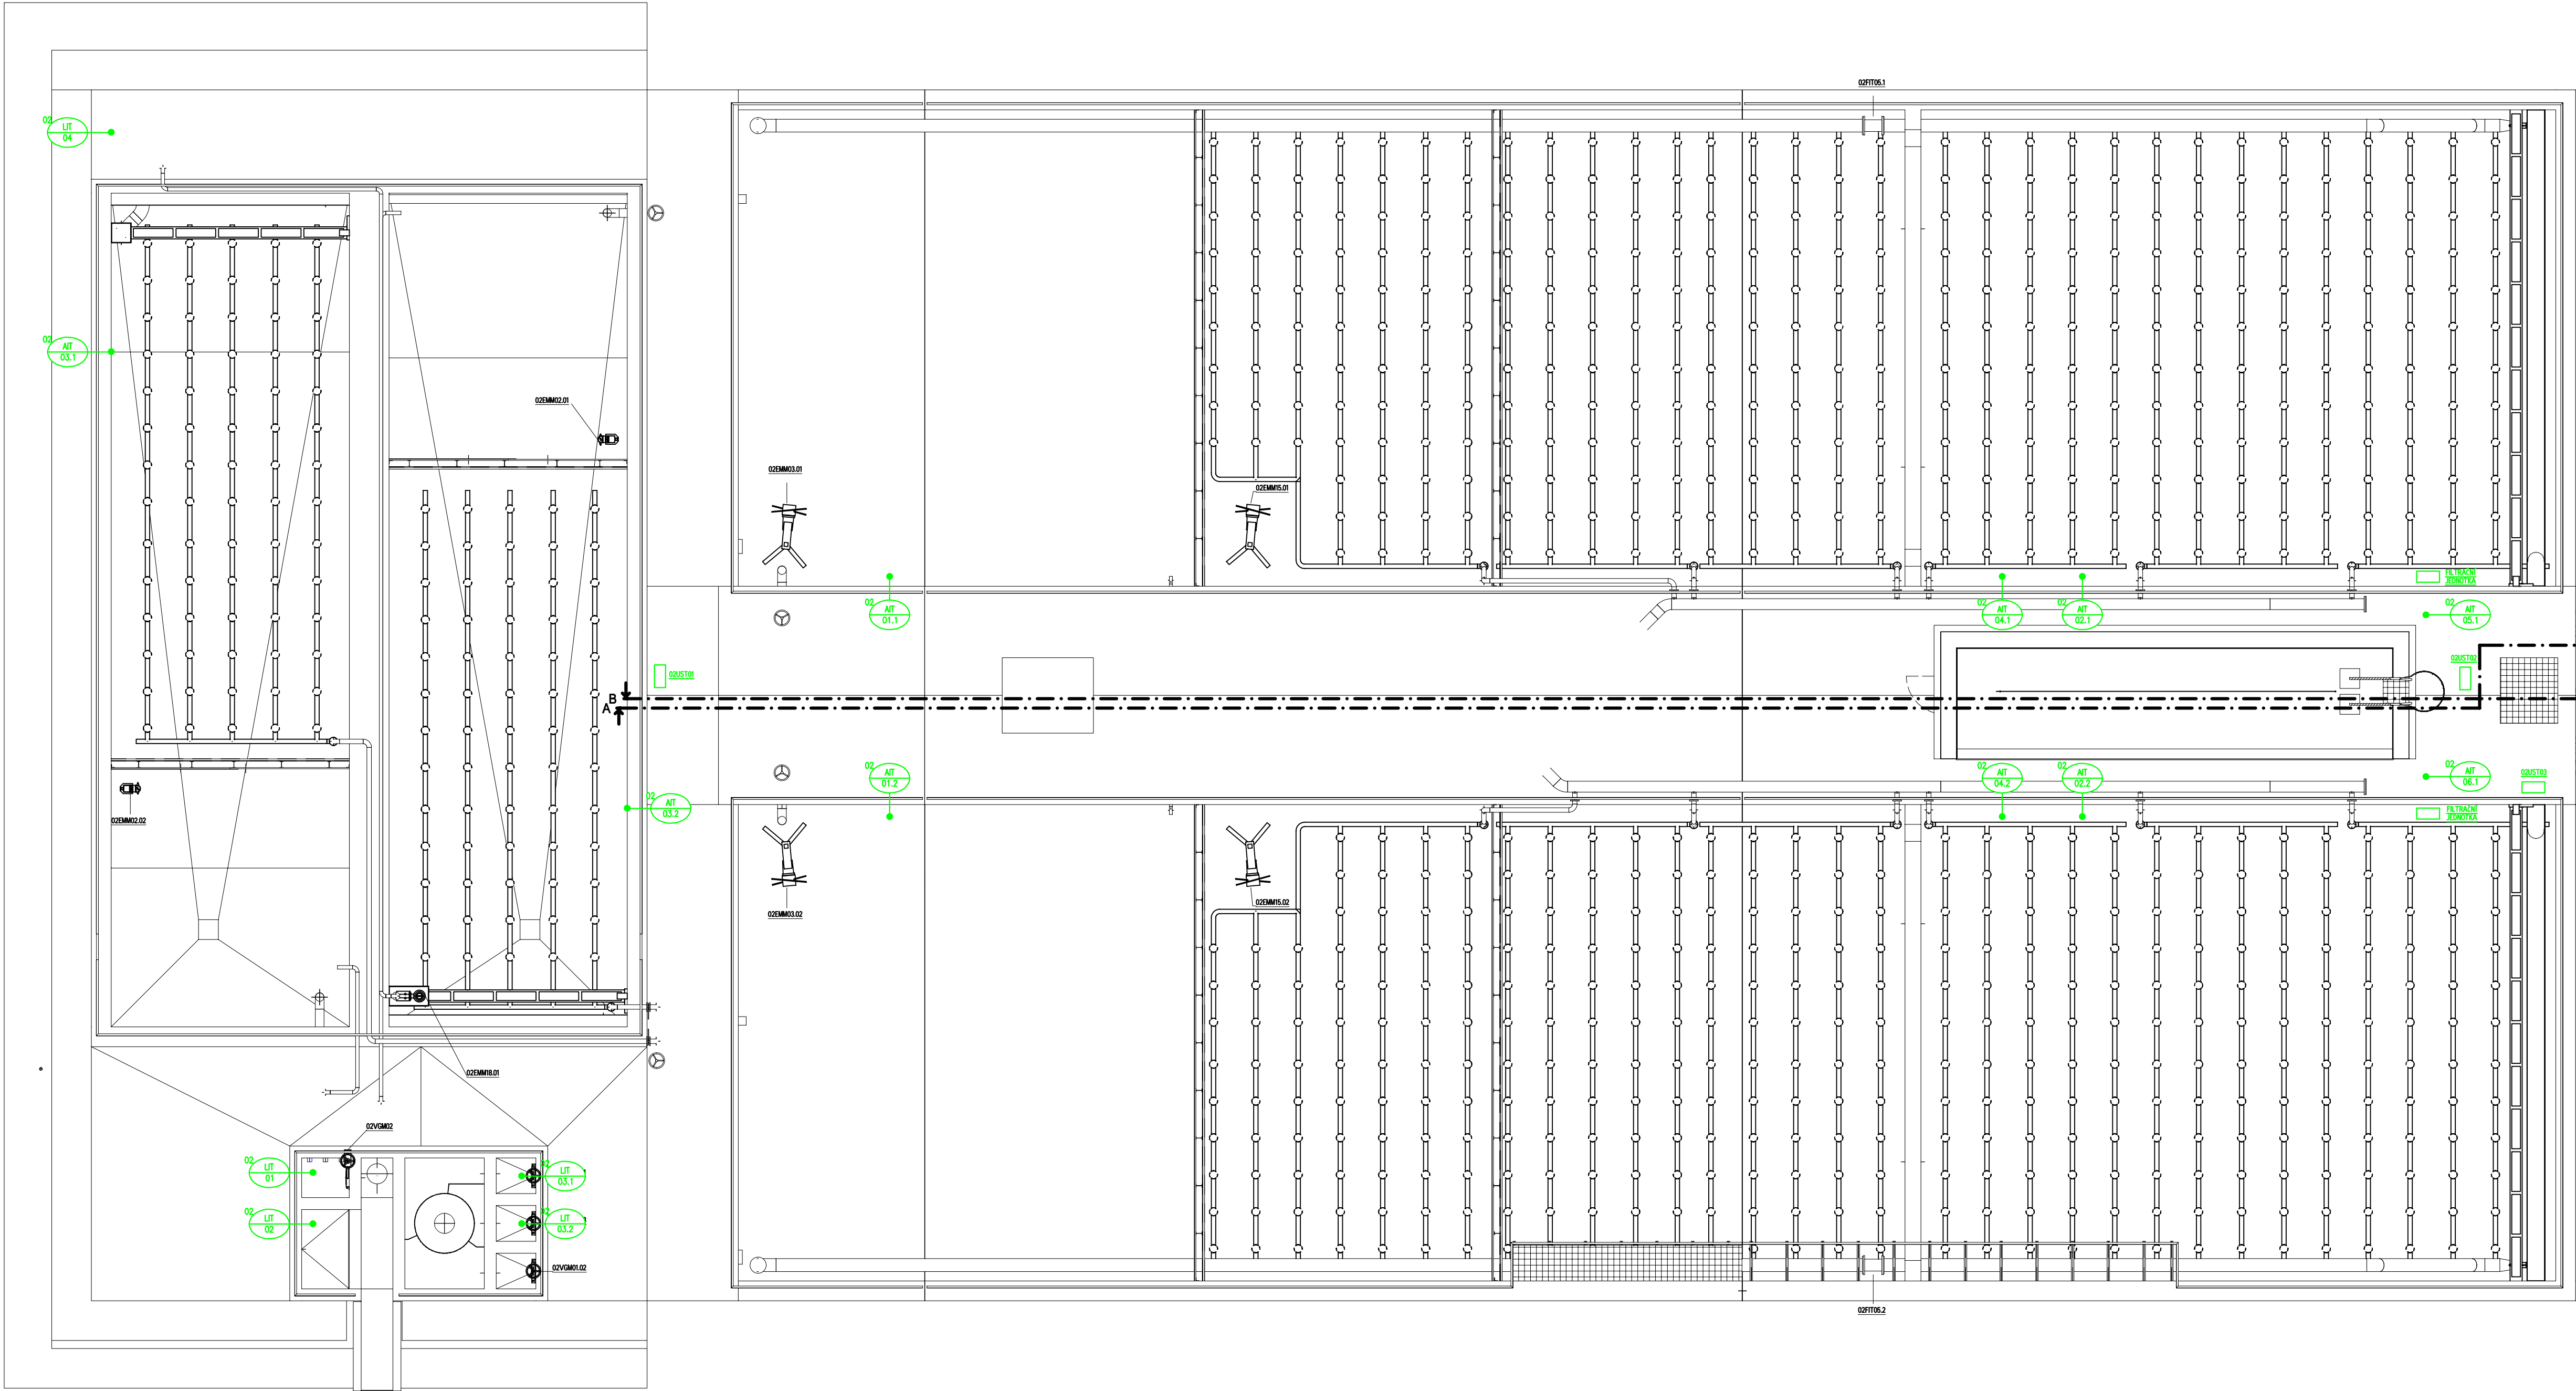 02FIT05.1
02
LIT
04
02
AIT
03.1
02EMM02.01
02EMM03.01
02EMM15.01
FILTRAČNÍ
JEDNOTKA
02
AIT
01.1
02
AIT
04.1
02
AIT
02.1
02
AIT
05.1
02UST01
02UST02
B
A
02
AIT
01.2
02
AIT
04.2
02
AIT
02.2
02
AIT
06.1
02UST03
02
AIT
03.2
02EMM02.02
FILTRAČNÍ
JEDNOTKA
02EMM03.02
02EMM15.02
02EMM18.01
02VGM02
02
LIT
01
02
LIT
03.1
02
LIT
02
02
LIT
03.2
02VGM01.02
02FIT05.2